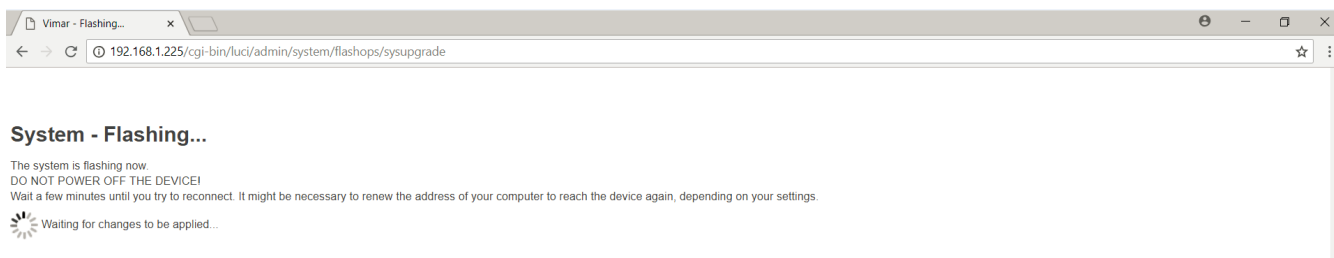 Vimar - Flashing...
192.168.1.225/cgi-bin/luci/admin/system/flashops/sysupgrade
System - Flashing...
The system is flashing now.
DO NOT POWER OFF THE DEVICE!
Wait a few minutes until you try to reconnect. It might be necessary to renew the address of your computer to reach the device again, depending on your settings.
Waiting for changes to be applied...